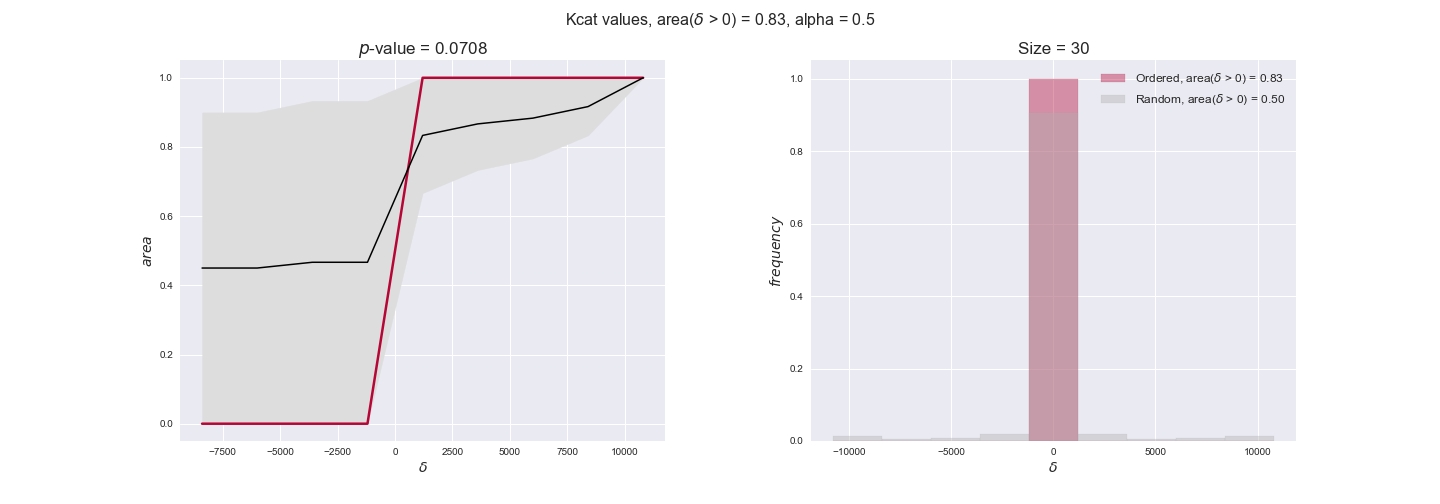 Kcat values, area(δ > 0) = 0.83, alpha = 0.5
p-value = 0.0708
1.0
0.8
0.6
0.4
0.2
0.0
area
−7500
−5000
−2500
0
2500
5000
7500
10000
δ
Size = 30
Ordered, area(δ > 0) = 0.83
Random, area(δ > 0) = 0.50
1.0
0.8
0.6
0.4
0.2
0.0
frequency
−10000
−5000
0
5000
10000
δ